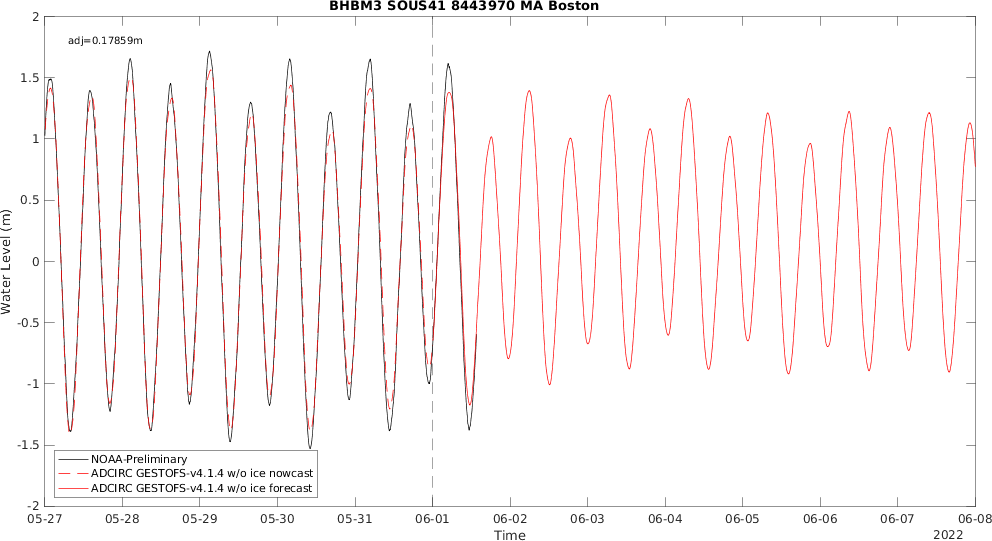 BHBM3 SOUS41 8443970 MA Boston
adj=0.17859m
2
1.5
1
0.5
0
-0.5
-1
-1.5
-2
Water Level (m)
NOAA-Preliminary
ADCIRC GESTOFS-v4.1.4 w/o ice nowcast
ADCIRC GESTOFS-v4.1.4 w/o ice forecast
05-27 05-28 05-29 05-30 05-31 06-01 06-02 06-03 06-04 06-05 06-06 06-07 06-08
Time
2022